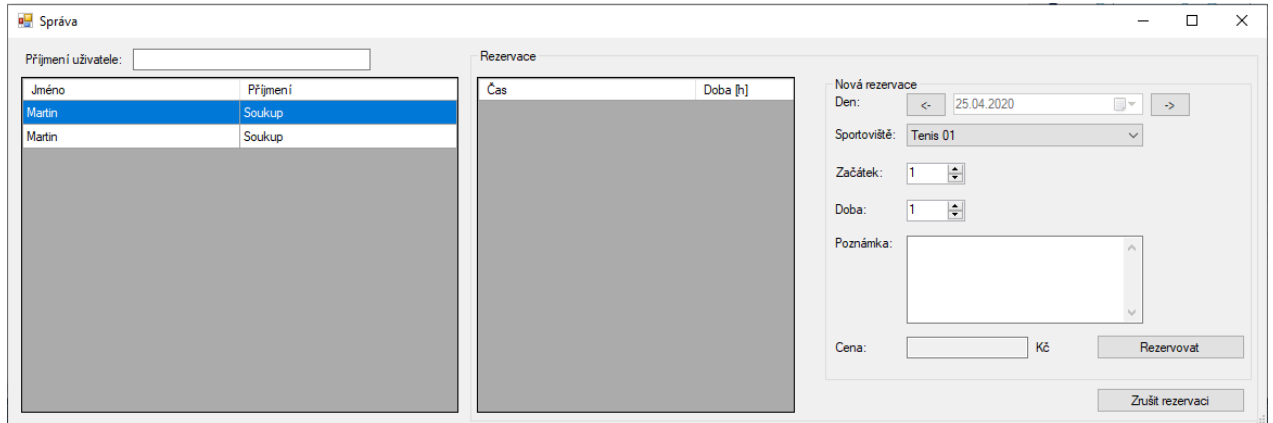 Správa
Příjmení uživatele:
Jméno Příjmení
Martin Soukup
Martin Soukup
Rezervace
Čas Doba [h]
Nová rezervace
Den: <- 25.04.2020 ->
Sportoviště: Tenis 01
Začátek: 1
Doba: 1
Poznámka:
Cena: Kč Rezervovat
Zrušit rezervaci